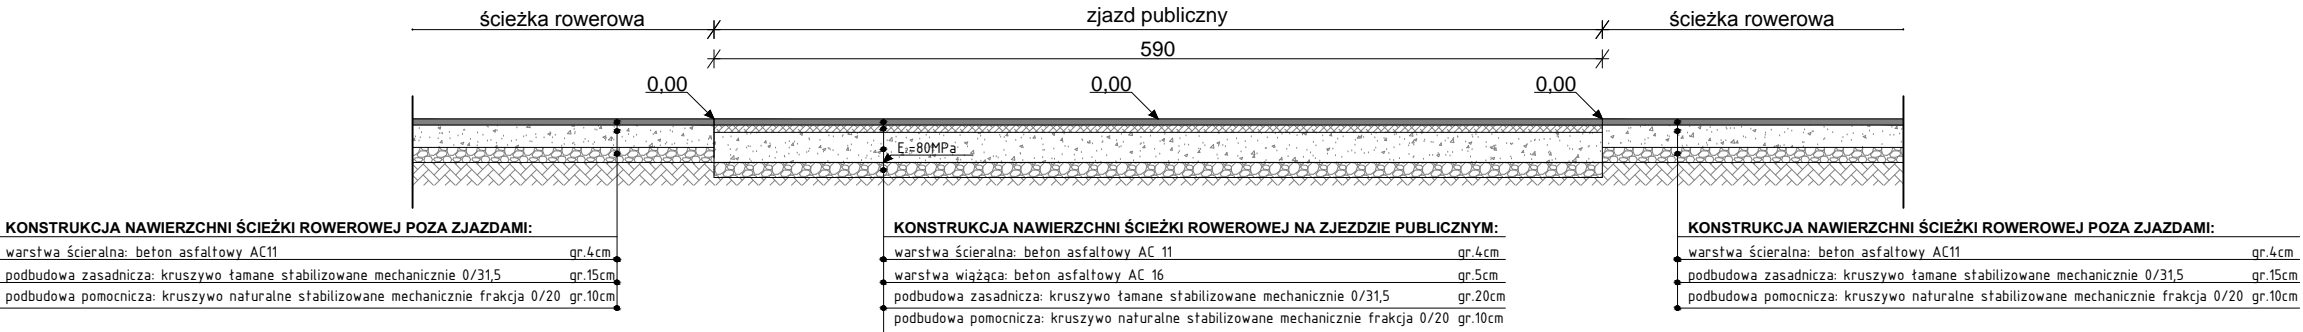 ścieżka rowerowa
zjazd publiczny
ścieżka rowerowa
590
0,00
0,00
0,00
E₂=80MPa
KONSTRUKCJA NAWIERZCHNI ŚCIEŻKI ROWEROWEJ POZA ZJAZDAMI:
warstwa ścieralna: beton asfaltowy AC11 gr.4cm
podbudowa zasadnicza: kruszywo łamane stabilizowane mechanicznie 0/31,5 gr.15cm
podbudowa pomocnicza: kruszywo naturalne stabilizowane mechanicznie frakcja 0/20 gr.10cm
KONSTRUKCJA NAWIERZCHNI ŚCIEŻKI ROWEROWEJ NA ZJEZDZIE PUBLICZNYM:
warstwa ścieralna: beton asfaltowy AC 11 gr.4cm
warstwa wiążąca: beton asfaltowy AC 16 gr.5cm
podbudowa zasadnicza: kruszywo łamane stabilizowane mechanicznie 0/31,5 gr.20cm
podbudowa pomocnicza: kruszywo naturalne stabilizowane mechanicznie frakcja 0/20 gr.10cm
KONSTRUKCJA NAWIERZCHNI ŚCIEŻKI ROWEROWEJ POZA ZJAZDAMI:
warstwa ścieralna: beton asfaltowy AC11 gr.4cm
podbudowa zasadnicza: kruszywo łamane stabilizowane mechanicznie 0/31,5 gr.15cm
podbudowa pomocnicza: kruszywo naturalne stabilizowane mechanicznie frakcja 0/20 gr.10cm